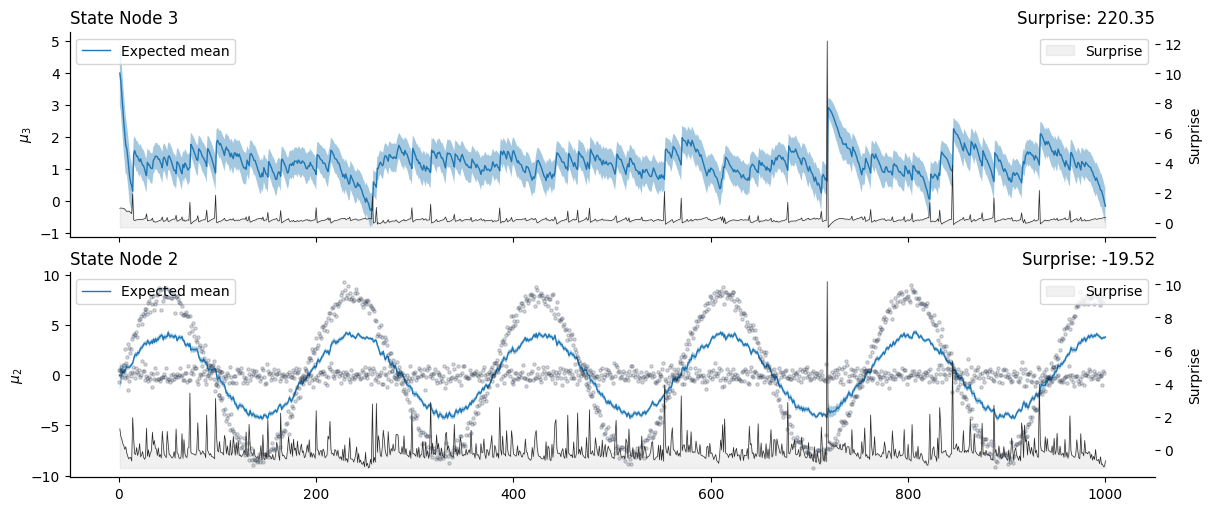 State Node 3
Surprise: 220.35
Expected mean
Surprise
5
4
3
2
1
0
−1
μ3
12
10
8
6
4
2
0
Surprise
State Node 2
Surprise: -19.52
Expected mean
Surprise
10
5
0
−5
−10
μ2
10
8
6
4
2
0
Surprise
0
200
400
600
800
1000